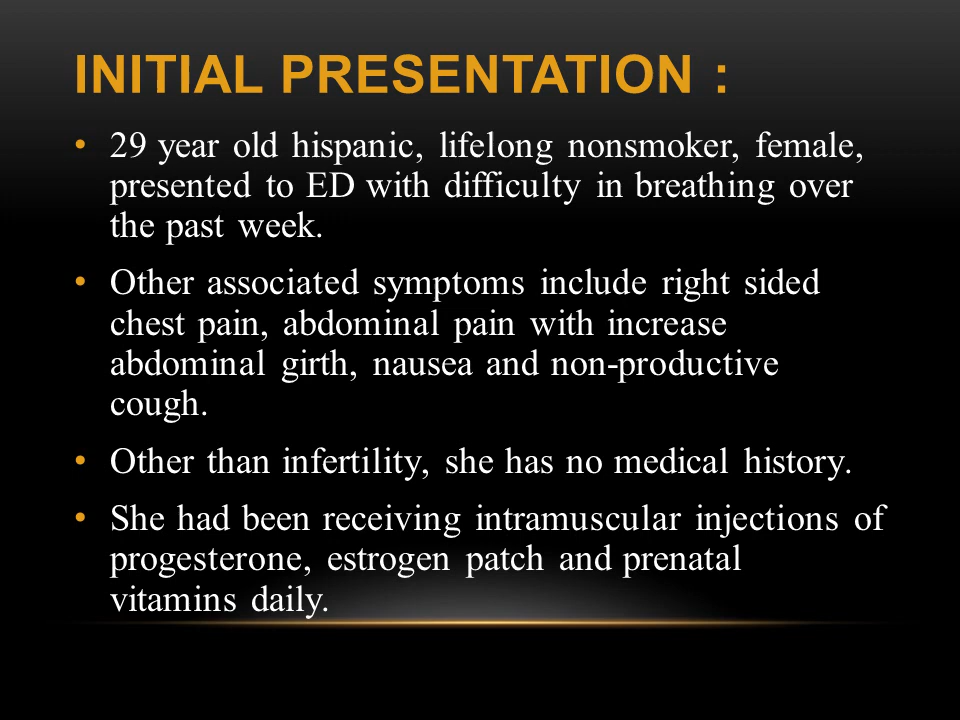 INITIAL PRESENTATION :
• 29 year old hispanic, lifelong nonsmoker, female,
presented to ED with difficulty in breathing over
the past week.
• Other associated symptoms include right sided
chest pain, abdominal pain with increase
abdominal girth, nausea and non-productive
cough.
• Other than infertility, she has no medical history.
• She had been receiving intramuscular injections of
progesterone, estrogen patch and prenatal
vitamins daily.